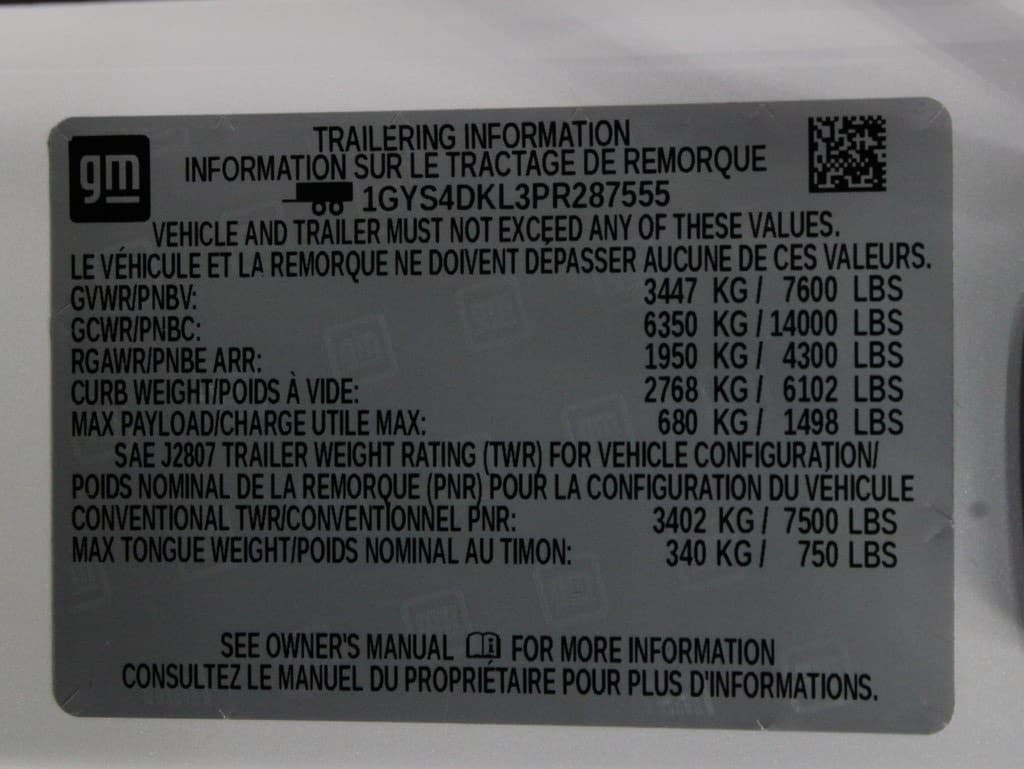 gm
TRAILERING INFORMATION
INFORMATION SUR LE TRACTAGE DE REMORQUE
1GYS4DKL3PR287555
VEHICLE AND TRAILER MUST NOT EXCEED ANY OF THESE VALUES.
LE VÉHICULE ET LA REMORQUE NE DOIVENT DÉPASSER AUCUNE DE CES VALEURS.
GVWR/PNBV: 3447 KG / 7600 LBS
GCWR/PNBC: 6350 KG / 14000 LBS
RGAWR/PNBE ARR: 1950 KG / 4300 LBS
CURB WEIGHT/POIDS À VIDE: 2768 KG / 6102 LBS
MAX PAYLOAD/CHARGE UTILE MAX: 680 KG / 1498 LBS
SAE J2807 TRAILER WEIGHT RATING (TWR) FOR VEHICLE CONFIGURATION/
POIDS NOMINAL DE LA REMORQUE (PNR) POUR LA CONFIGURATION DU VÉHICULE
CONVENTIONAL TWR/CONVENTIONNEL PNR: 3402 KG / 7500 LBS
MAX TONGUE WEIGHT/POIDS NOMINAL AU TIMON: 340 KG / 750 LBS
SEE OWNER'S MANUAL FOR MORE INFORMATION
CONSULTEZ LE MANUEL DU PROPRIÉTAIRE POUR PLUS D'INFORMATIONS.